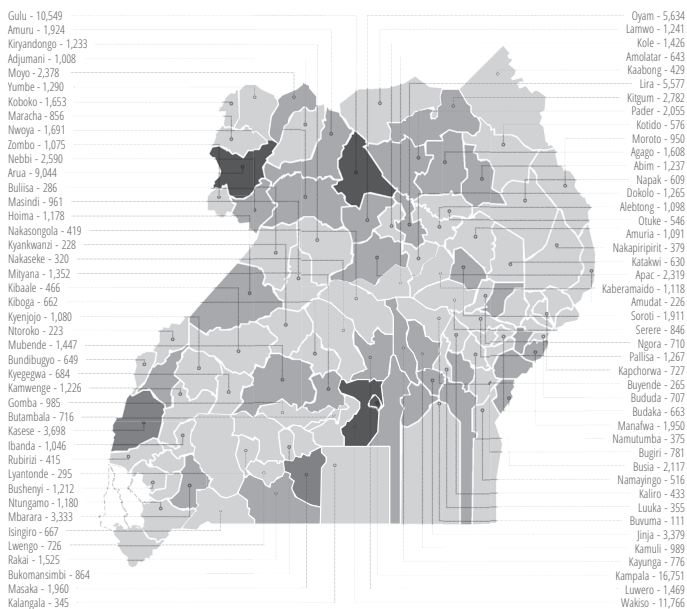 Gulu - 10,549
Amuru - 1,924
Kiryandongo - 1,233
Adjumani - 1,008
Moyo - 2,378
Yumbe - 1,290
Koboko - 1,653
Maracha - 856
Nwoya - 1,691
Zombo - 1,075
Nebbi - 2,590
Arua - 9,044
Buliisa - 286
Masindi - 961
Hoima - 1,178
Nakasongola - 419
Kyankwanzi - 228
Nakaseke - 320
Mityana - 1,352
Kibaale - 466
Kiboga - 662
Kyenjojo - 1,080
Ntoroko - 223
Mubende - 1,447
Bundibugyo - 649
Kyegegwa - 684
Kamwenge - 1,226
Gomba - 985
Butambala - 716
Kasese - 3,698
Ibanda - 1,046
Rubirizi - 415
Lyantonde - 295
Bushenyi - 1,212
Ntungamo - 1,180
Mbarara - 3,333
Isingiro - 667
Lwengo - 726
Rakai - 1,525
Bukomansimbi - 864
Masaka - 1,960
Kalangala - 345
Oyam - 5,634
Lamwo - 1,241
Kole - 1,426
Amolatar - 643
Kaabong - 429
Lira - 5,577
Kitgum - 2,782
Pader - 2,055
Kotido - 576
Moroto - 950
Agago - 1,608
Abim - 1,237
Napak - 609
Dokolo - 1,265
Alebtong - 1,098
Otuke - 546
Amuria - 1,091
Nakapiripirit - 379
Katakwi - 630
Apac - 2,319
Kaberamaido - 1,118
Amudat - 226
Soroti - 1,911
Serere - 846
Ngora - 710
Pallisa - 1,267
Kapchorwa - 727
Buyende - 265
Bududa - 707
Budaka - 663
Manafwa - 1,950
Namutumba - 375
Bugiri - 781
Busia - 2,117
Namayingo - 516
Kaliro - 433
Luuka - 355
Buvuma - 111
Jinja - 3,379
Kamuli - 989
Kayunga - 776
Kampala - 16,751
Luwero - 1,469
Wakiso - 11,766